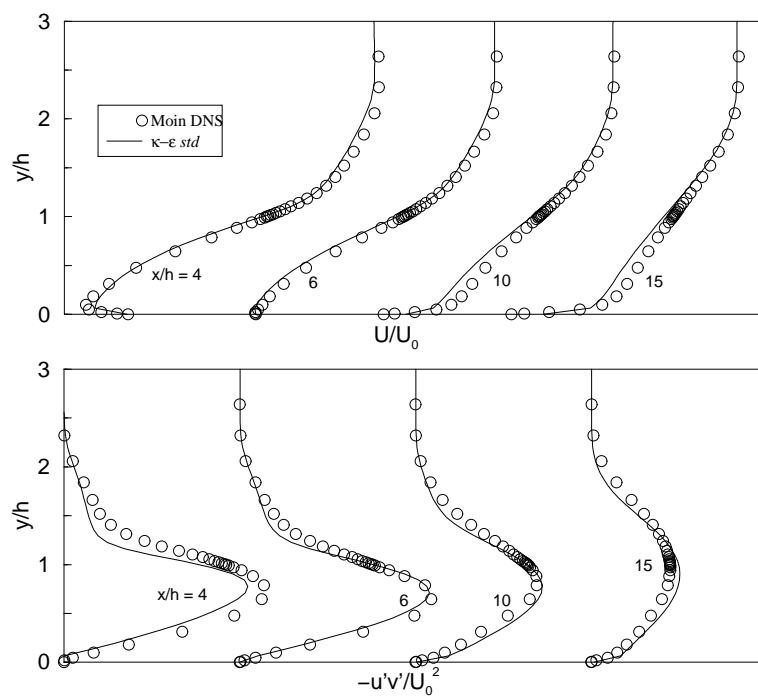 3
2
1
0
y/h
Moin DNS
κ–ε std
x/h = 4
6
10
15
U/U₀
3
2
1
0
y/h
x/h = 4
6
10
15
–u'v'/U₀²